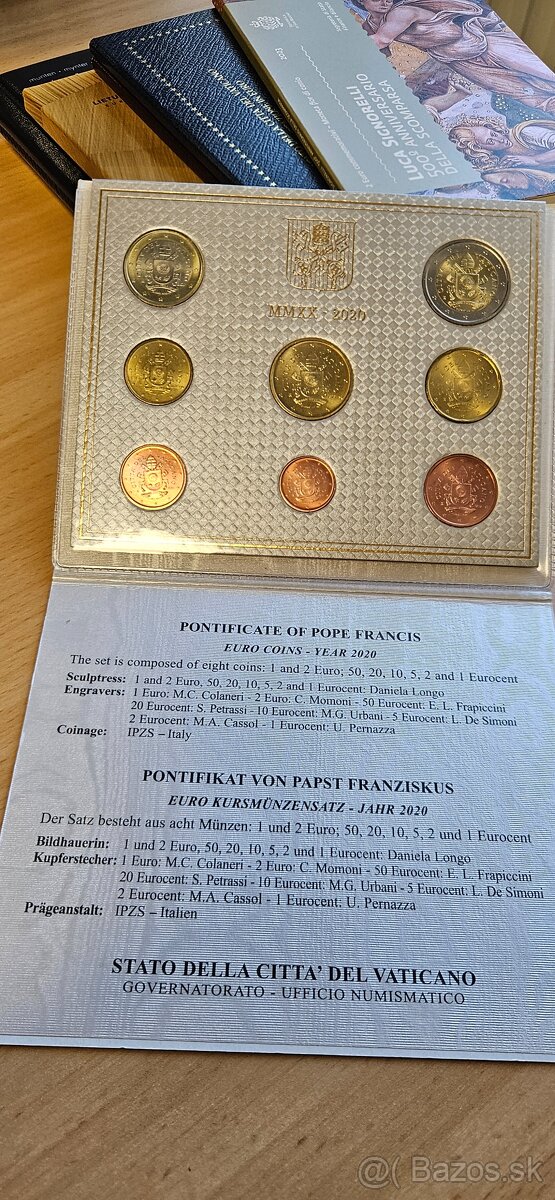 munten - mynter
LIET
500° ANNIVERSARIO
DELLA SCOMPARSA
LUCA SIGNORELLI
2023
MMXX - 2020
PONTIFICATE OF POPE FRANCIS
EURO COINS - YEAR 2020
The set is composed of eight coins: 1 and 2 Euro; 50, 20, 10, 5, 2 and 1 Eurocent
Sculptress: 1 and 2 Euro, 50, 20, 10, 5, 2 and 1 Eurocent: Daniela Longo
Engravers: 1 Euro: M.C. Colaneri - 2 Euro. C. Momoni - 50 Eurocent: E. L. Frapiccini
20 Eurocent: S. Petrassi - 10 Eurocent: M.G. Urbani - 5 Eurocent: L. De Simoni
2 Eurocent: M.A. Cassol - 1 Eurocent: U. Pernazza
Coinage: IPZS – Italy
PONTIFIKAT VON PAPST FRANZISKUS
EURO KURSMÜNZENSATZ - JAHR 2020
Der Satz besteht aus acht Münzen: 1 und 2 Euro; 50, 20, 10, 5, 2 und 1 Eurocent
Bildhauerin: 1 und 2 Euro, 50, 20, 10, 5, 2 und 1 Eurocent: Daniela Longo
Kupferstecher: 1 Euro: M.C. Colaneri - 2 Euro: C. Momoni - 50 Eurocent: E. L. Frapiccini
20 Eurocent: S. Petrassi - 10 Eurocent: M.G. Urbani - 5 Eurocent: L. De Simoni
2 Eurocent: M.A. Cassol - 1 Eurocent: U. Pernazza
Prägeanstalt: IPZS – Italien
STATO DELLA CITTA' DEL VATICANO
GOVERNATORATO - UFFICIO NUMISMATICO
@ Bazos.sk